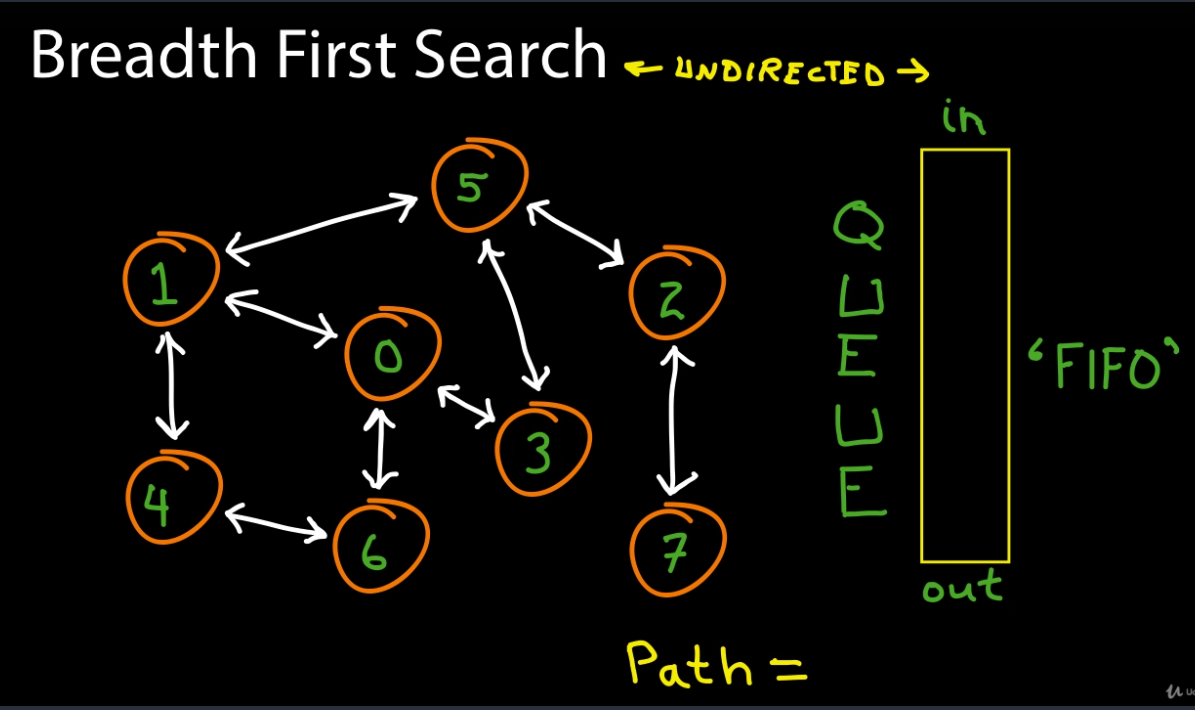 Breadth First Search ← UNDIRECTED →
in
5
1
2
0
3
4
6
7
QUEUE
'FIFO'
out
Path =